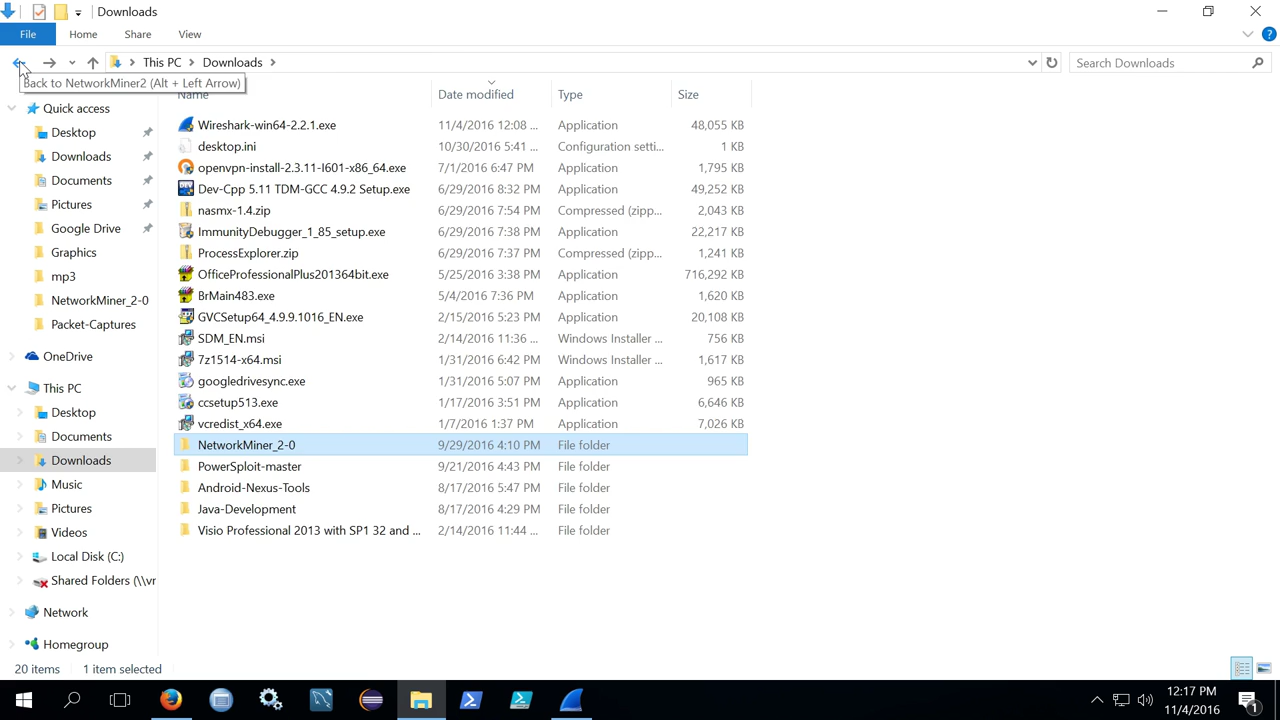 Downloads
File Home Share View
This PC Downloads Search Downloads
Back to NetworkMiner2 (Alt + Left Arrow)
Name Date modified Type Size
Quick access
Desktop
Downloads
Documents
Pictures
Google Drive
Graphics
mp3
NetworkMiner_2-0
Packet-Captures
OneDrive
This PC
Desktop
Documents
Downloads
Music
Pictures
Videos
Local Disk (C:)
Shared Folders (\\vr
Network
Homegroup
Wireshark-win64-2.2.1.exe 11/4/2016 12:08 ... Application 48,055 KB
desktop.ini 10/30/2016 5:41 ... Configuration setti... 1 KB
openvpn-install-2.3.11-I601-x86_64.exe 7/1/2016 6:47 PM Application 1,795 KB
Dev-Cpp 5.11 TDM-GCC 4.9.2 Setup.exe 6/29/2016 8:32 PM Application 49,252 KB
nasmx-1.4.zip 6/29/2016 7:54 PM Compressed (zipp... 2,043 KB
ImmunityDebugger_1_85_setup.exe 6/29/2016 7:38 PM Application 22,217 KB
ProcessExplorer.zip 6/29/2016 7:37 PM Compressed (zipp... 1,241 KB
OfficeProfessionalPlus201364bit.exe 5/25/2016 3:38 PM Application 716,292 KB
BrMain483.exe 5/4/2016 7:36 PM Application 1,620 KB
GVCSetup64_4.9.9.1016_EN.exe 2/15/2016 5:23 PM Application 20,108 KB
SDM_EN.msi 2/14/2016 11:36 ... Windows Installer ... 756 KB
7z1514-x64.msi 1/31/2016 6:42 PM Windows Installer ... 1,617 KB
googledrivesync.exe 1/31/2016 5:07 PM Application 965 KB
ccsetup513.exe 1/17/2016 3:51 PM Application 6,646 KB
vcredist_x64.exe 1/7/2016 1:37 PM Application 7,026 KB
NetworkMiner_2-0 9/29/2016 4:10 PM File folder
PowerSploit-master 9/21/2016 4:43 PM File folder
Android-Nexus-Tools 8/17/2016 5:47 PM File folder
Java-Development 8/17/2016 4:29 PM File folder
Visio Professional 2013 with SP1 32 and ... 2/14/2016 11:44 ... File folder
20 items 1 item selected
12:17 PM
11/4/2016
1